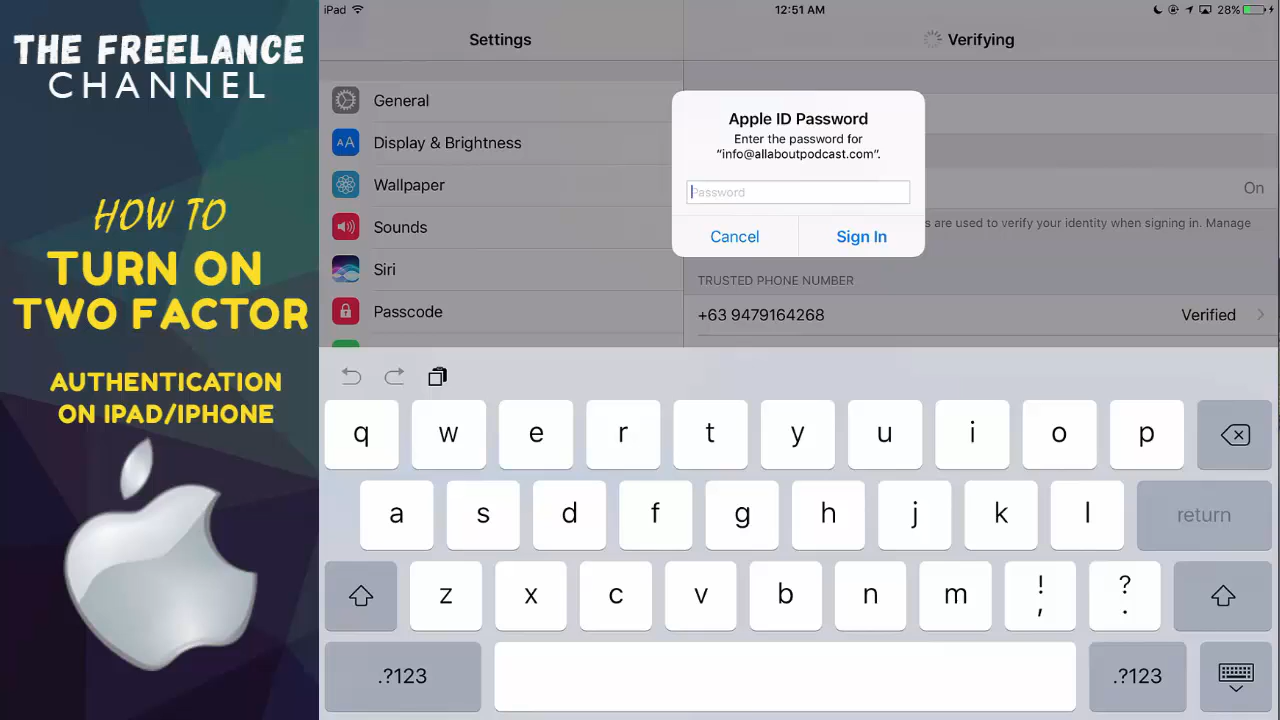 THE FREELANCE
CHANNEL
HOW TO
TURN ON
TWO FACTOR
AUTHENTICATION
ON IPAD/IPHONE
iPad
12:51 AM
28%
Settings
Verifying
General
Display & Brightness
Wallpaper
Sounds
Siri
Passcode
Apple ID Password
Enter the password for
“info@allaboutpodcast.com”.
Password
Cancel
Sign In
On
are used to verify your identity when signing in. Manage
TRUSTED PHONE NUMBER
+63 9479164268
Verified
q w e r t y u i o p
a s d f g h j k l return
z x c v b n m ! , ? .
.?123 .?123